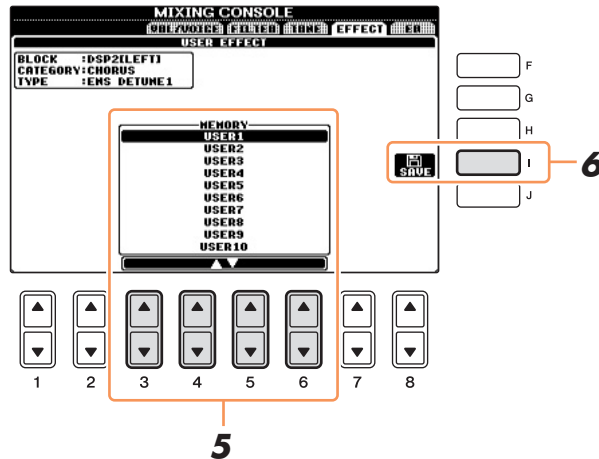 MIXING CONSOLE
VOL/VOICE FILTER TUNE EFFECT EQ
USER EFFECT
BLOCK :DSP2[LEFT]
CATEGORY:CHORUS
TYPE :ENS DETUNE1
MEMORY
USER1
USER2
USER3
USER4
USER5
USER6
USER7
USER8
USER9
USER10
SAVE
F
G
H
I
J
6
1 2 3 4 5 6 7 8
5